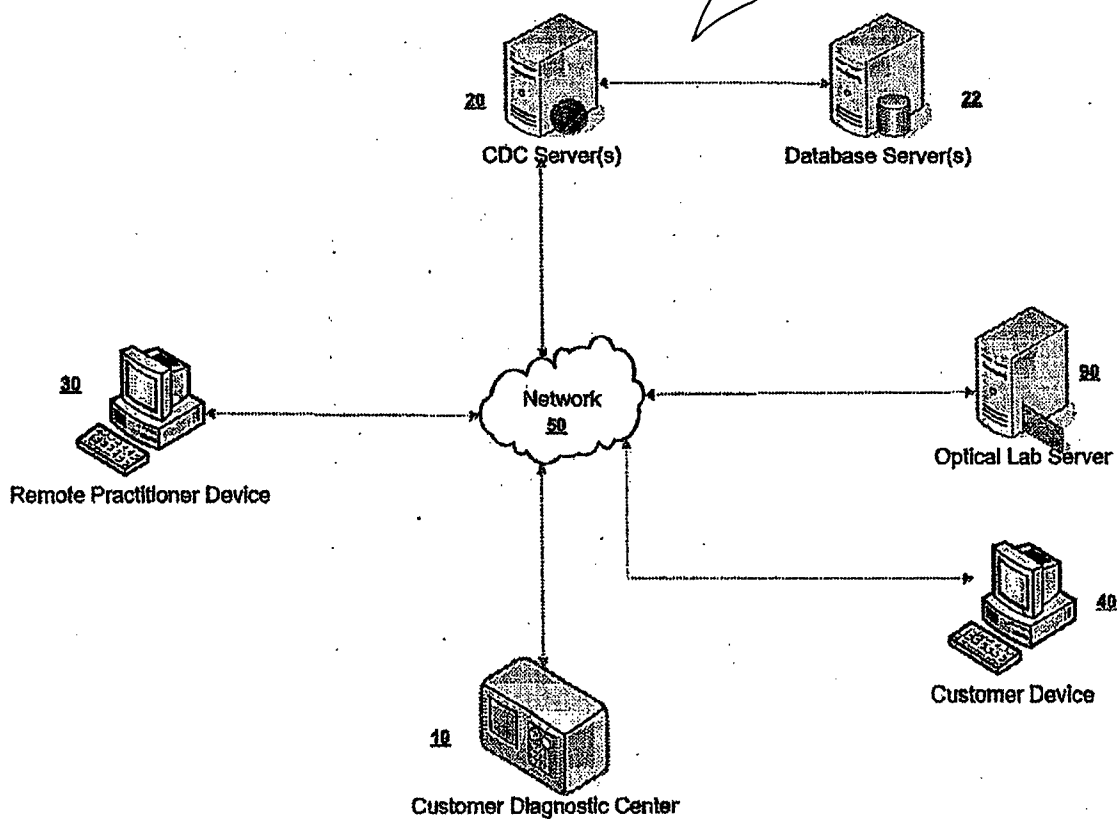 20
22
CDC Server(s)
Database Server(s)
30
Network
50
90
Optical Lab Server
Remote Practitioner Device
40
Customer Device
10
Customer Diagnostic Center